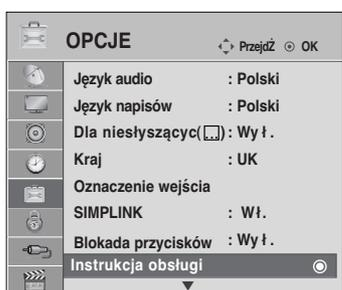 OPCJE PrzejdŹ OK
Język audio : Polski
Język napisów : Polski
Dla niesłyszącyc( ) : Wył.
Kraj : UK
Oznaczenie wejścia
SIMPLINK : Wł.
Blokada przycisków : Wył.
Instrukcja obsługi